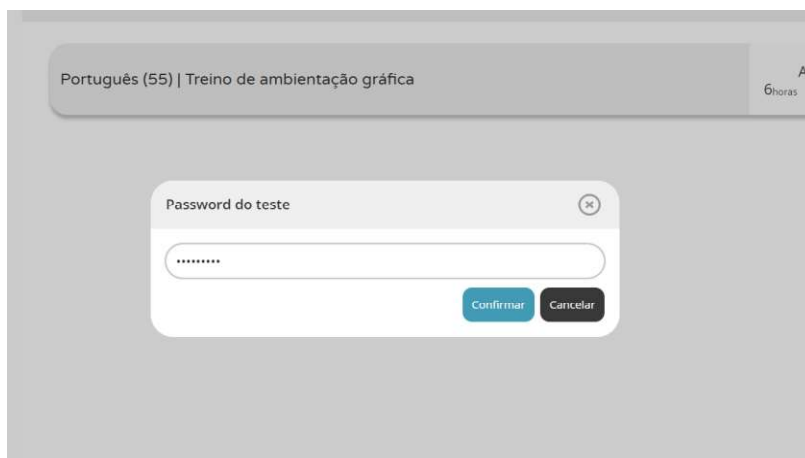 Português (55) | Treino de ambientação gráfica
A
6horas
Password do teste
•••••••••
Confirmar
Cancelar